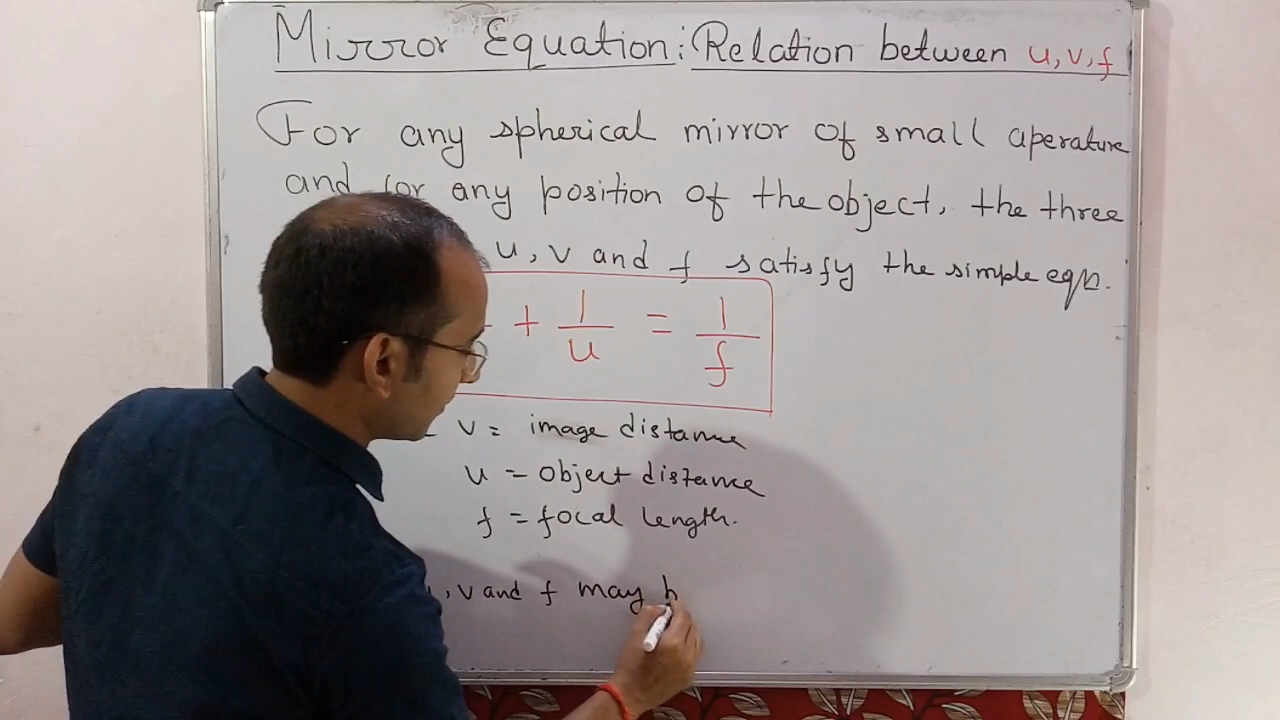 Mirror Equation: Relation between u, v, f
For any spherical mirror of small aperature
and for any position of the object, the three
u, v and f satisfy the simple eqn.
+ 1/u = 1/f
v = image distance
u = object distance
f = focal length.
u, v and f may b